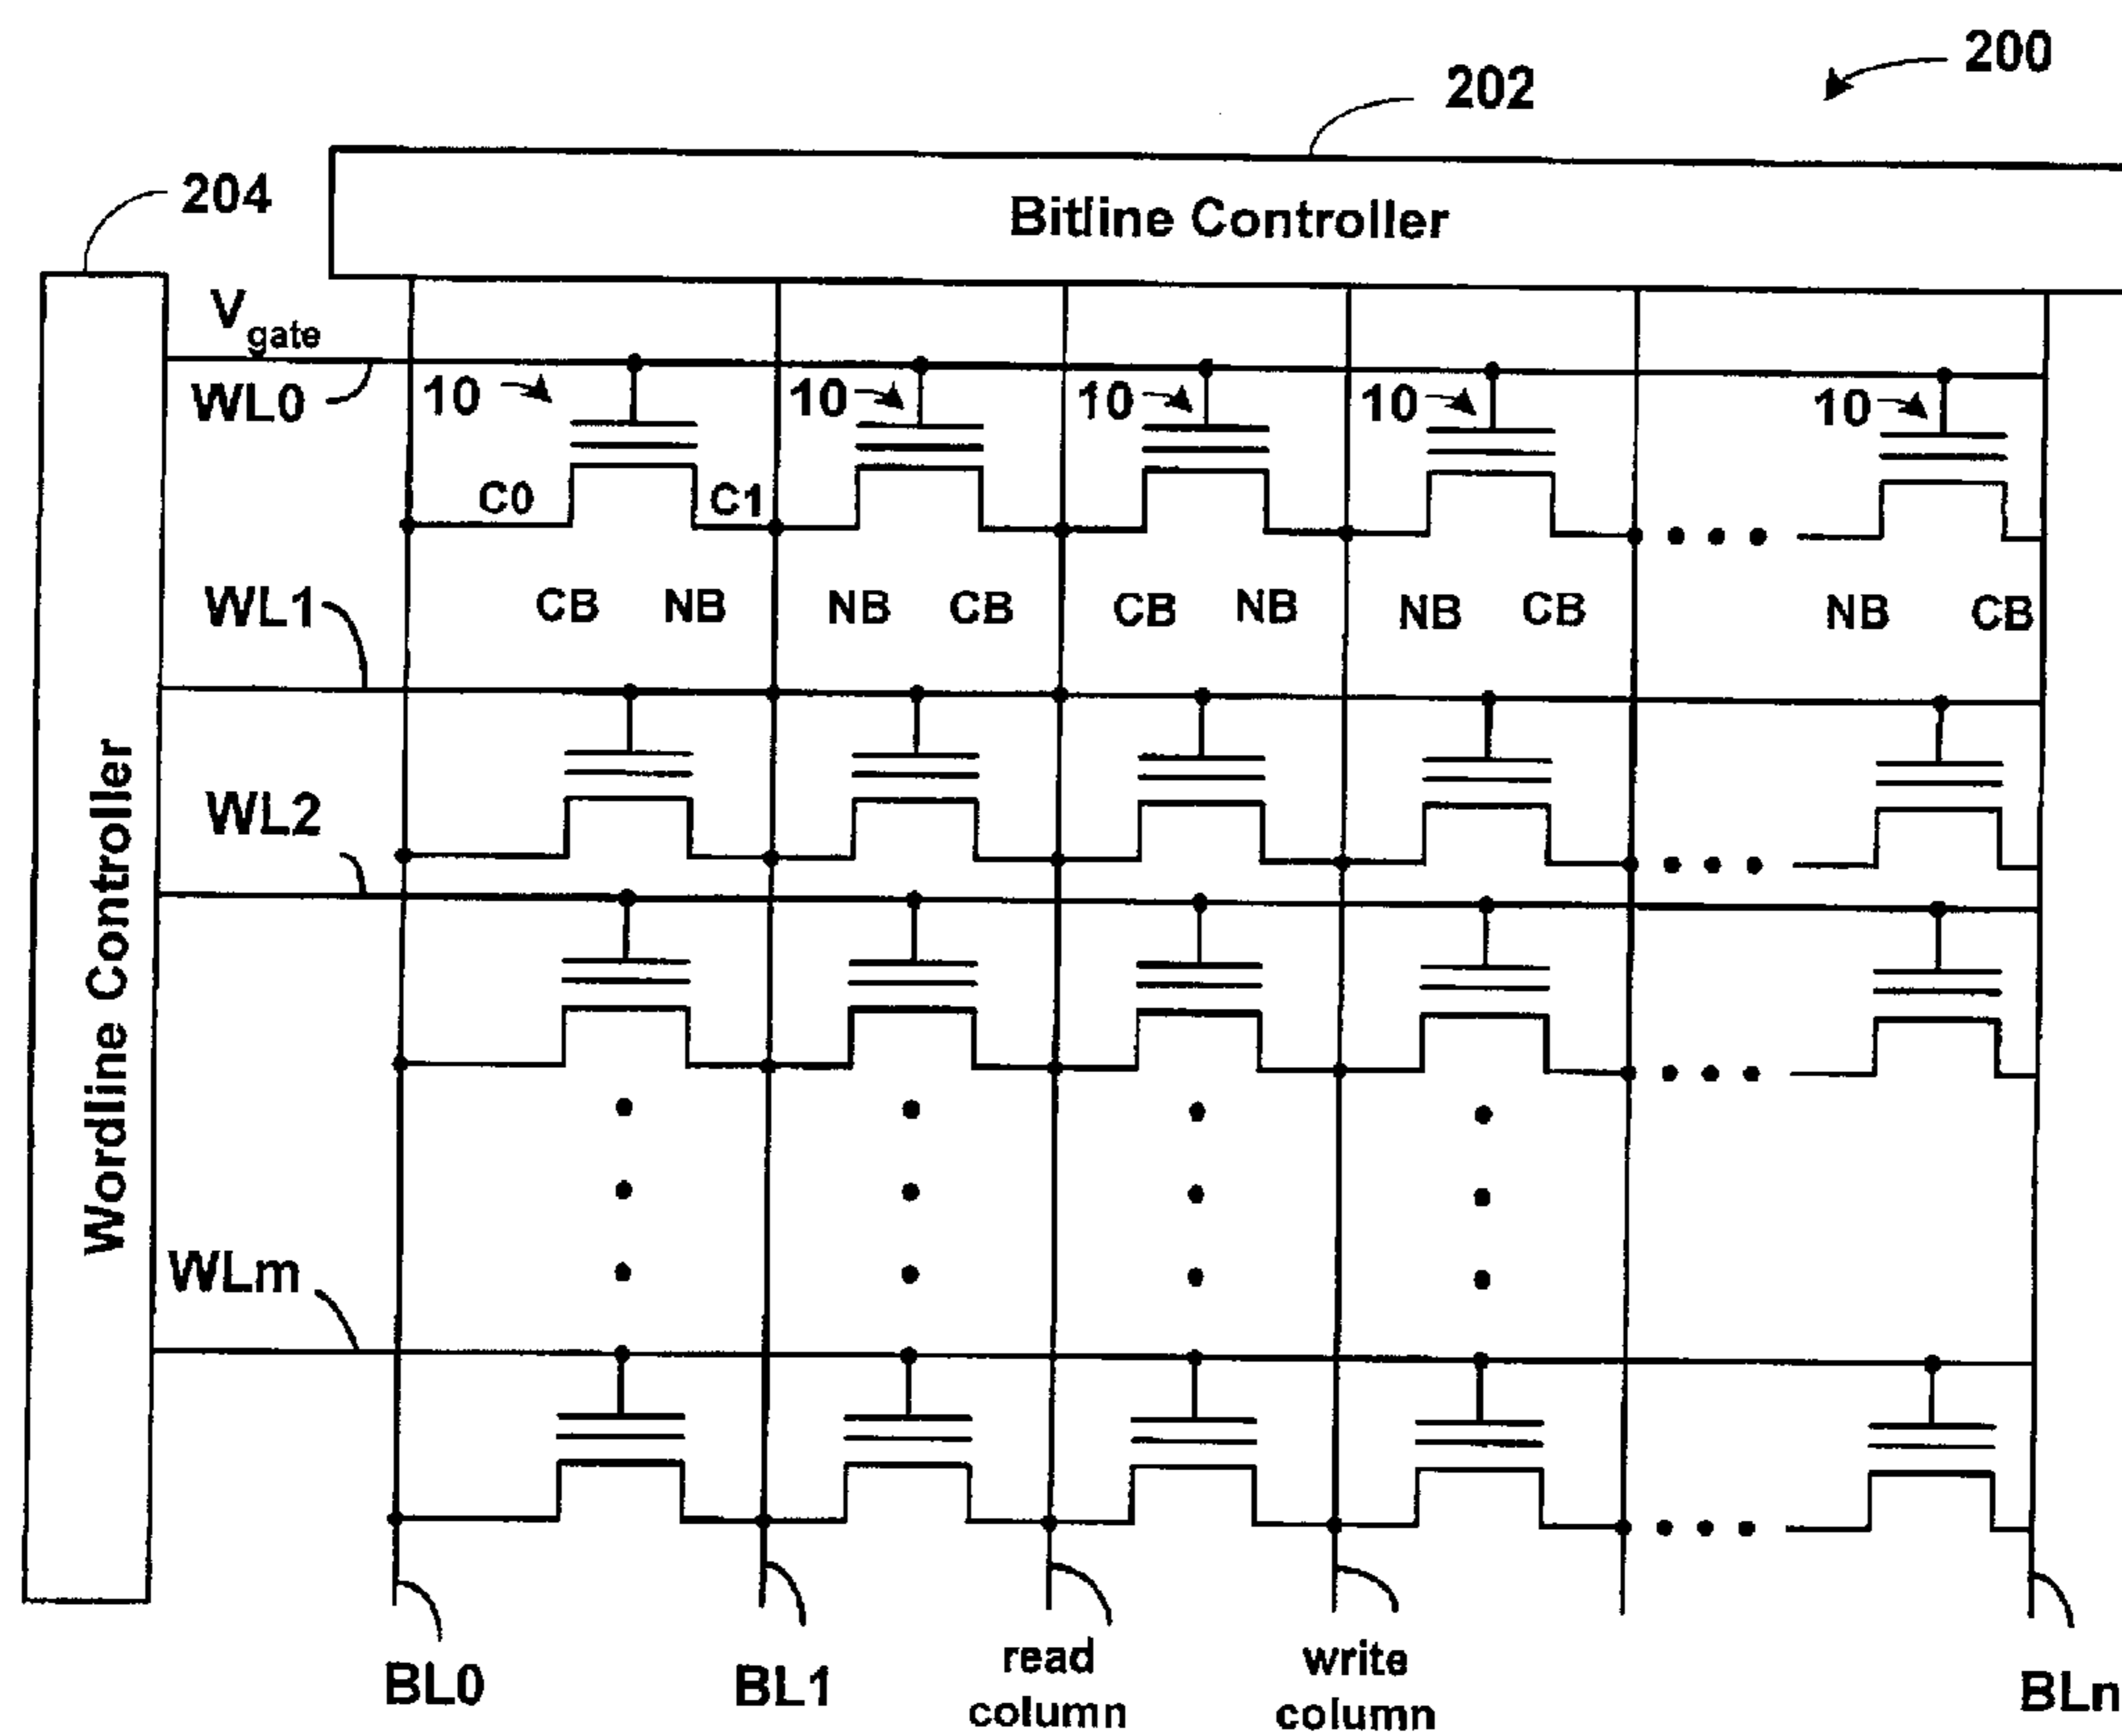 200
202
204
Bitline Controller
Vgate
WL0
10 10 10 10 10
C0 C1
WL1
CB NB NB CB CB NB NB CB NB CB
WL2
Wordline Controller
WLm
BL0 BL1 read column write column BLn